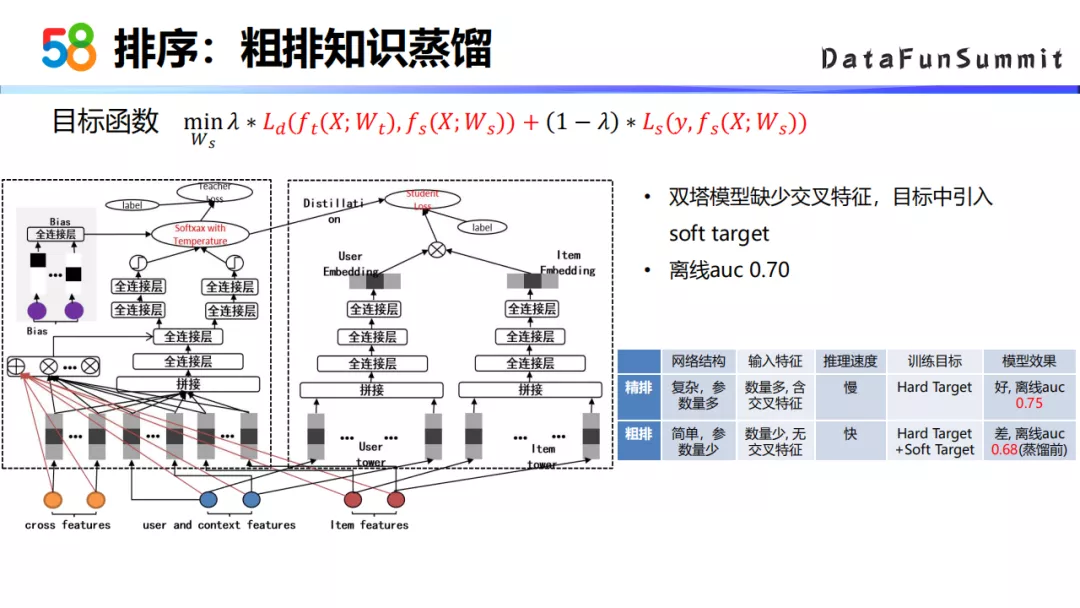 58 排序：粗排知识蒸馏
DataFunSummit
目标函数 min λ * L_d(f_t(X;W_t), f_s(X;W_s)) + (1 − λ) * L_s(y, f_s(X;W_s))
W_s
Teacher
Loss
label
Softxax with
Temperature
Bias
全连接层
•••
Bias
全连接层
全连接层
全连接层
全连接层
全连接层
全连接层
拼接
•••
•••
•••
•••
cross features
user and context features
Item features
Distillati
on
Student
Loss
label
User
Embedding
Item
Embedding
全连接层
全连接层
全连接层
拼接
•••
•••
User
tower
全连接层
全连接层
全连接层
拼接
•••
•••
Item
tower
• 双塔模型缺少交叉特征，目标中引入
soft target
• 离线auc 0.70
网络结构 输入特征 推理速度 训练目标 模型效果
精排 复杂，参数量多 数量多, 含交叉特征 慢 Hard Target 好, 离线auc 0.75
粗排 简单，参数量少 数量少, 无交叉特征 快 Hard Target +Soft Target 差, 离线auc 0.68(蒸馏前)